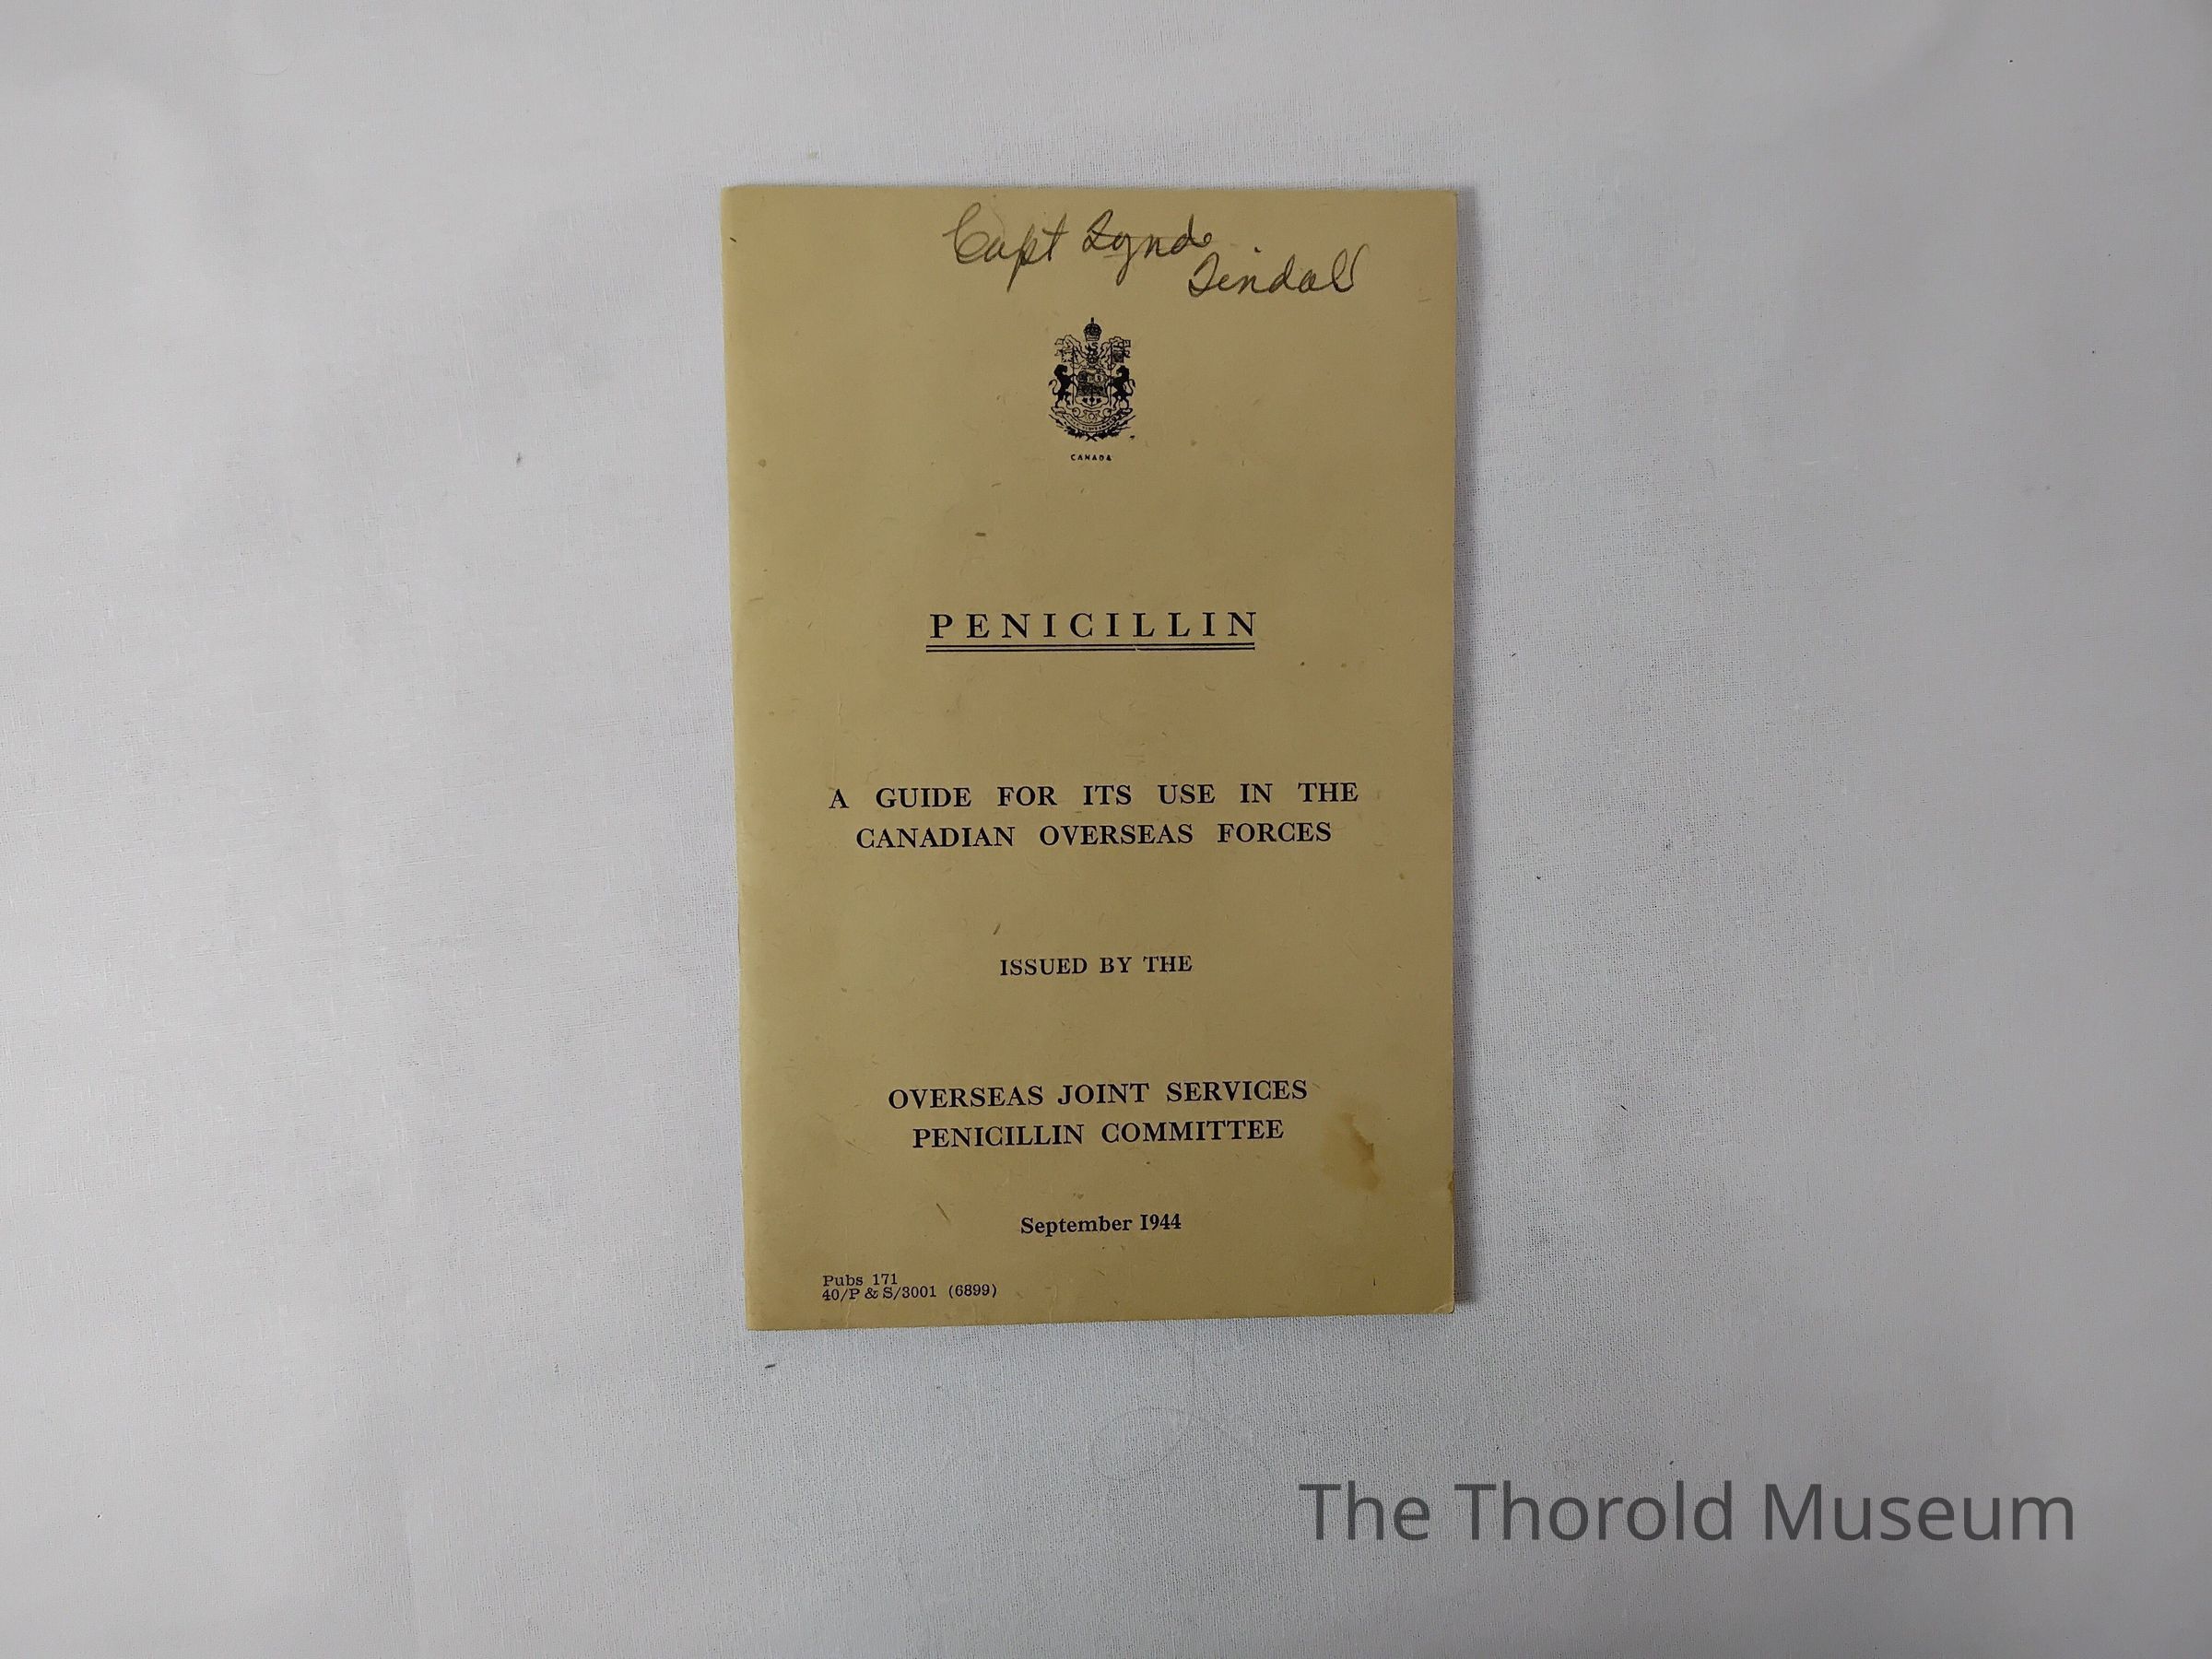 Capt Lynds
Tindall
CANADA
PENICILLIN
A GUIDE FOR ITS USE IN THE
CANADIAN OVERSEAS FORCES
ISSUED BY THE
OVERSEAS JOINT SERVICES
PENICILLIN COMMITTEE
September 1944
Pubs 171
40/P & S/3001 (6899)
The Thorold Museum